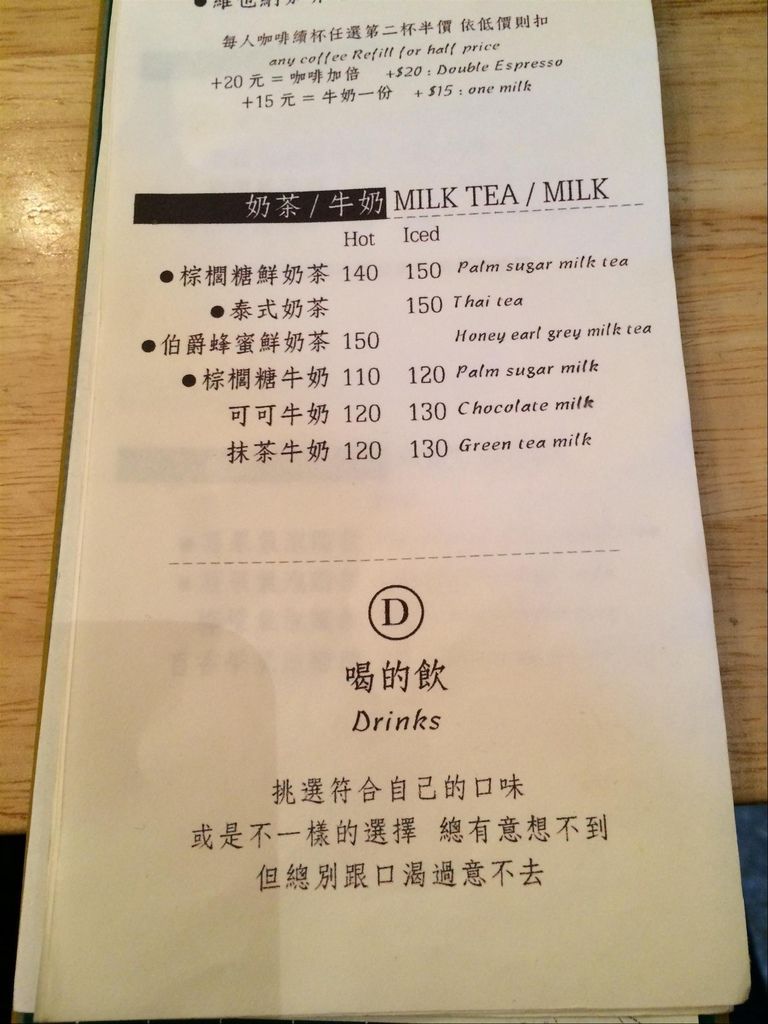 每人咖啡續杯任選第二杯半價 依低價則扣
any coffee Refill for half price
+20 元 = 咖啡加倍 +$20 : Double Espresso
+15 元 = 牛奶一份 + $15 : one milk
奶茶 / 牛奶 MILK TEA / MILK
Hot Iced
●棕櫚糖鮮奶茶 140 150 Palm sugar milk tea
●泰式奶茶 150 Thai tea
●伯爵蜂蜜鮮奶茶 150 Honey earl grey milk tea
●棕櫚糖牛奶 110 120 Palm sugar milk
可可牛奶 120 130 Chocolate milk
抹茶牛奶 120 130 Green tea milk
D
喝的飲
Drinks
挑選符合自己的口味
或是不一樣的選擇 總有意想不到
但總別跟口渴過意不去